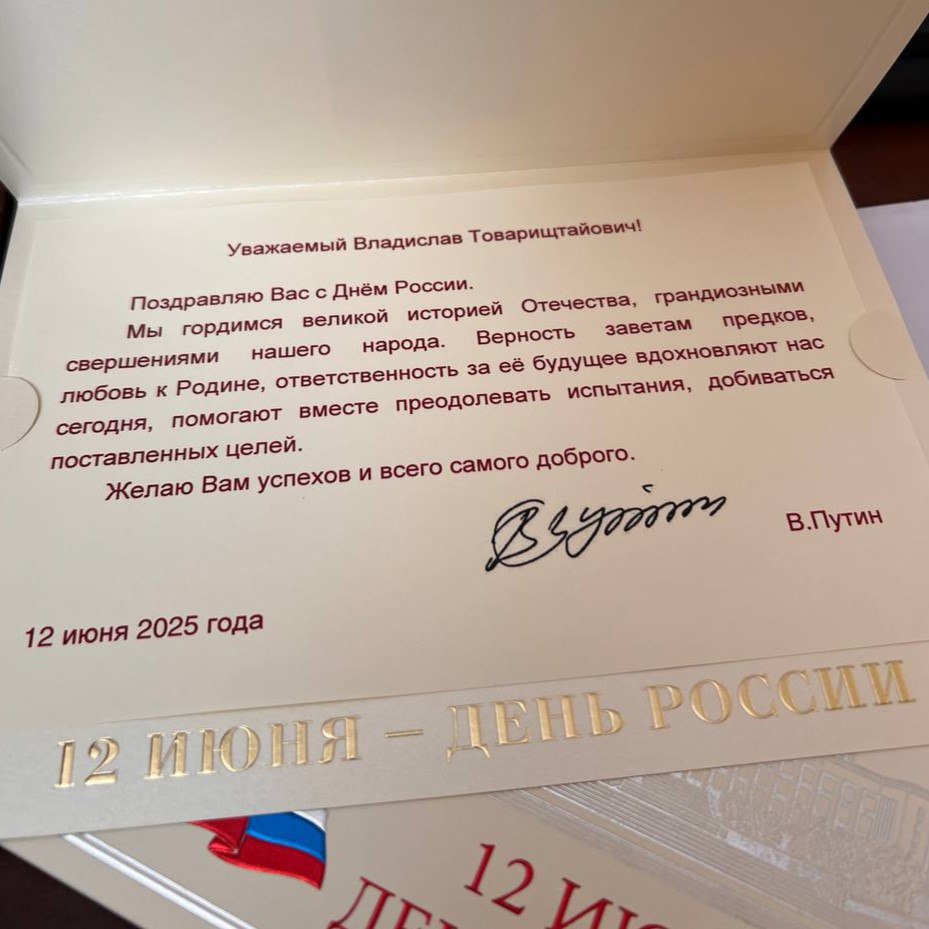 Уважаемый Владислав Товарищтайович!
Поздравляю Вас с Днём России.
Мы гордимся великой историей Отечества, грандиозными
свершениями нашего народа. Верность заветам предков,
любовь к Родине, ответственность за её будущее вдохновляют нас
сегодня, помогают вместе преодолевать испытания, добиваться
поставленных целей.
Желаю Вам успехов и всего самого доброго.
В.Путин
12 июня 2025 года
12 ИЮНЯ – ДЕНЬ РОССИИ
12